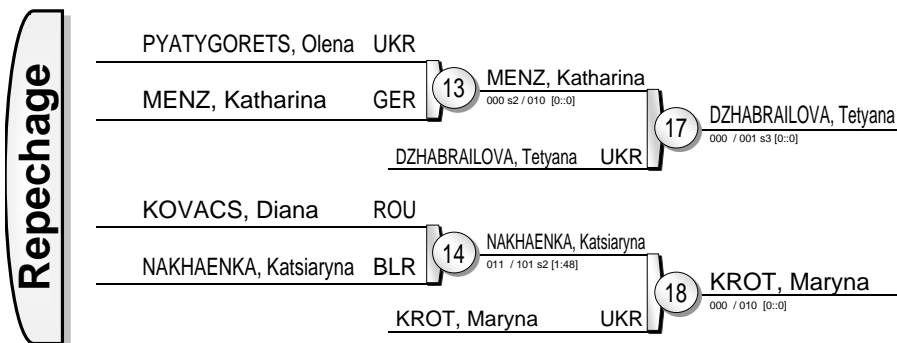 Repechage
PYATYGORETS, Olena UKR
MENZ, Katharina GER
13
MENZ, Katharina
000 s2 / 010 [0::0]
DZHABRAILOVA, Tetyana UKR
17
DZHABRAILOVA, Tetyana
000 / 001 s3 [0::0]
KOVACS, Diana ROU
NAKHAENKA, Katsiaryna BLR
14
NAKHAENKA, Katsiaryna
011 / 101 s2 [1:48]
KROT, Maryna UKR
18
KROT, Maryna
000 / 010 [0::0]